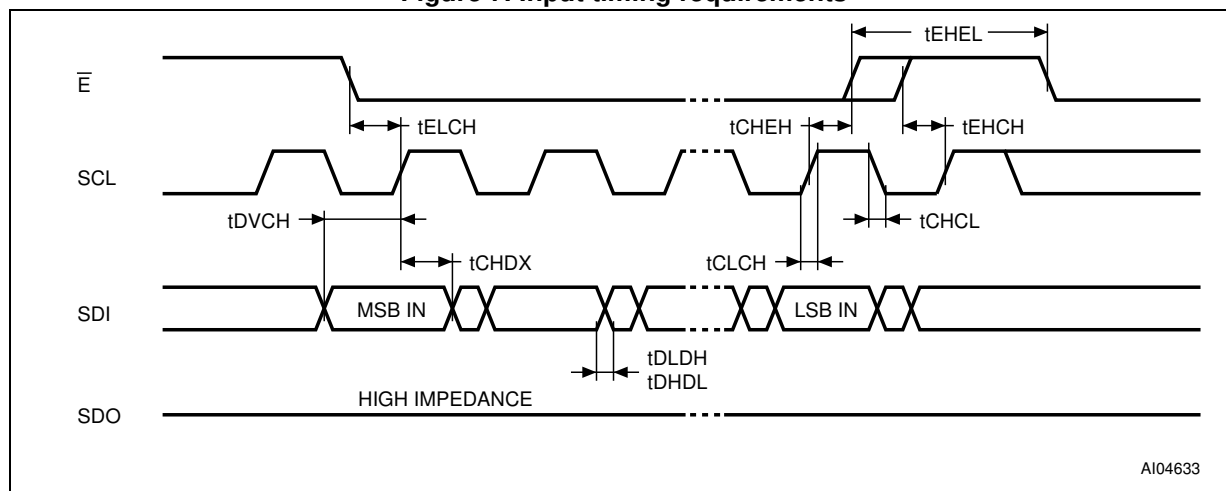 Figure 7. Input timing requirements
tEHEL
E
tELCH
tCHEH
tEHCH
SCL
tDVCH
tCHCL
tCHDX
tCLCH
SDI
MSB IN
LSB IN
tDLDH
tDHDL
HIGH IMPEDANCE
SDO
AI04633